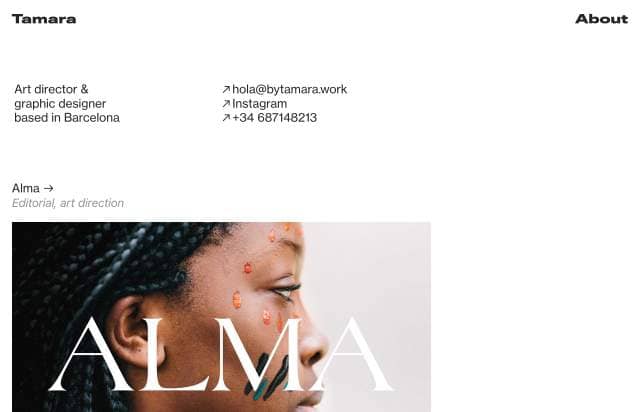 Tamara
About
Art director &
graphic designer
based in Barcelona
↗ hola@bytamara.work
↗ Instagram
↗ +34 687148213
Alma →
Editorial, art direction
ALMA